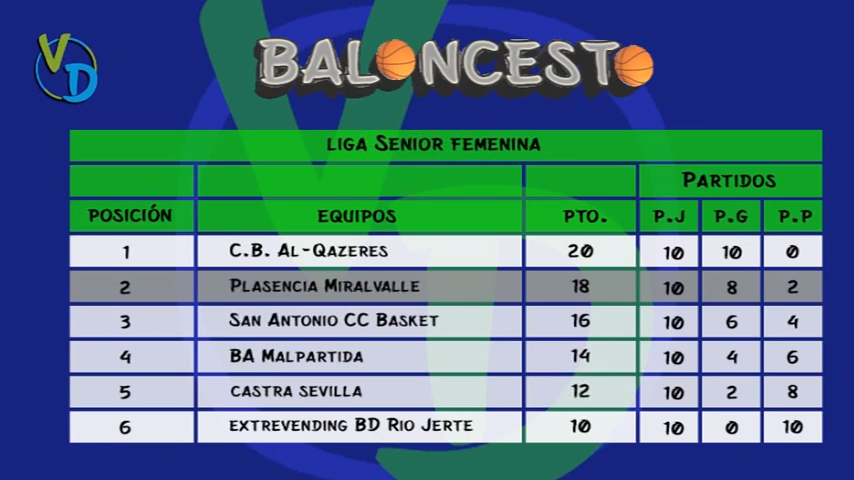 VD
BALONCESTO
LIGA SENIOR FEMENINA
PARTIDOS
POSICIÓN EQUIPOS PTO. P.J P.G P.P
1 C.B. AL-QAZERES 20 10 10 0
2 PLASENCIA MIRALVALLE 18 10 8 2
3 SAN ANTONIO CC BASKET 16 10 6 4
4 BA MALPARTIDA 14 10 4 6
5 CASTRA SEVILLA 12 10 2 8
6 EXTREVENDING BD RIO JERTE 10 10 0 10